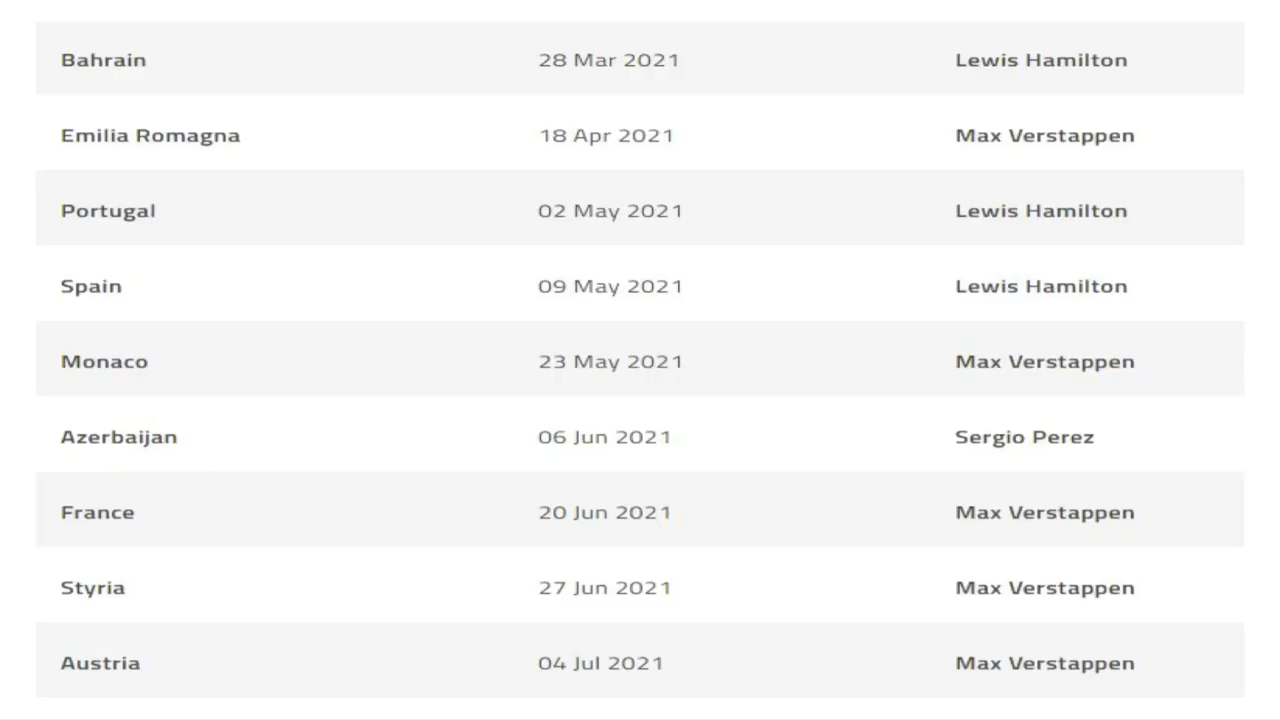 Bahrain 28 Mar 2021 Lewis Hamilton
Emilia Romagna 18 Apr 2021 Max Verstappen
Portugal 02 May 2021 Lewis Hamilton
Spain 09 May 2021 Lewis Hamilton
Monaco 23 May 2021 Max Verstappen
Azerbaijan 06 Jun 2021 Sergio Perez
France 20 Jun 2021 Max Verstappen
Styria 27 Jun 2021 Max Verstappen
Austria 04 Jul 2021 Max Verstappen